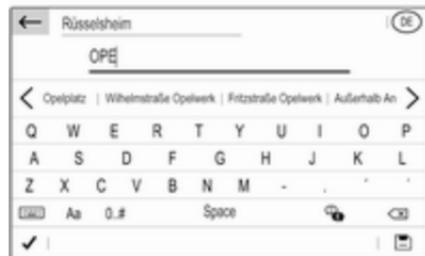 ← Rüsselsheim DE
OPE
< Opelplatz | Wilhelmstraße Opelwerk | Fritzstraße Opelwerk | Außerhalb An >
Q W E R T Y U I O P
A S D F G H J K L
Z X C V B N M - . ´ ´
Aa 0..# Space